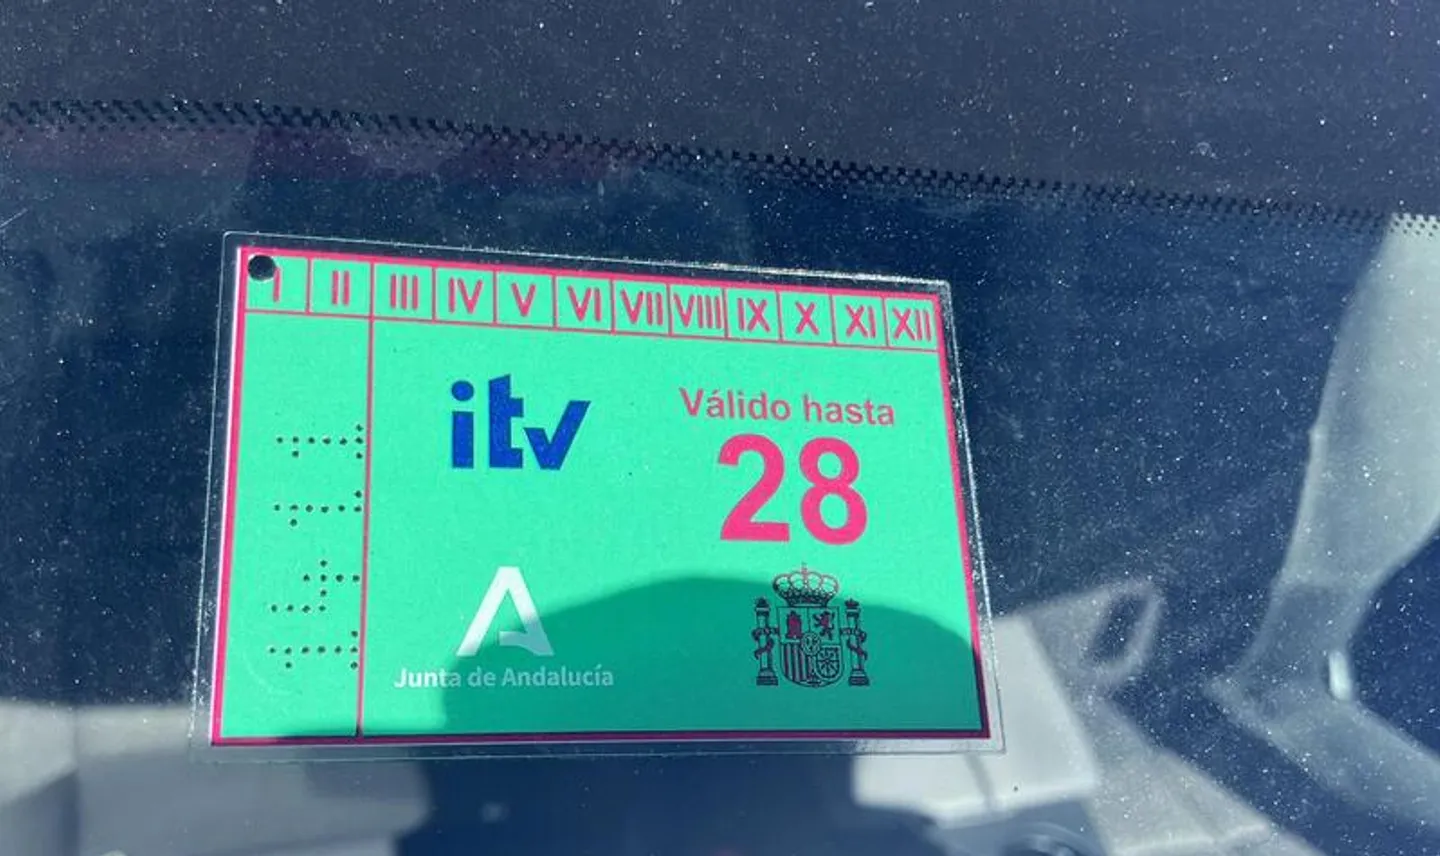 I II III IV V VI VII VIII IX X XI XII
itv
Válido hasta
28
Junta de Andalucía